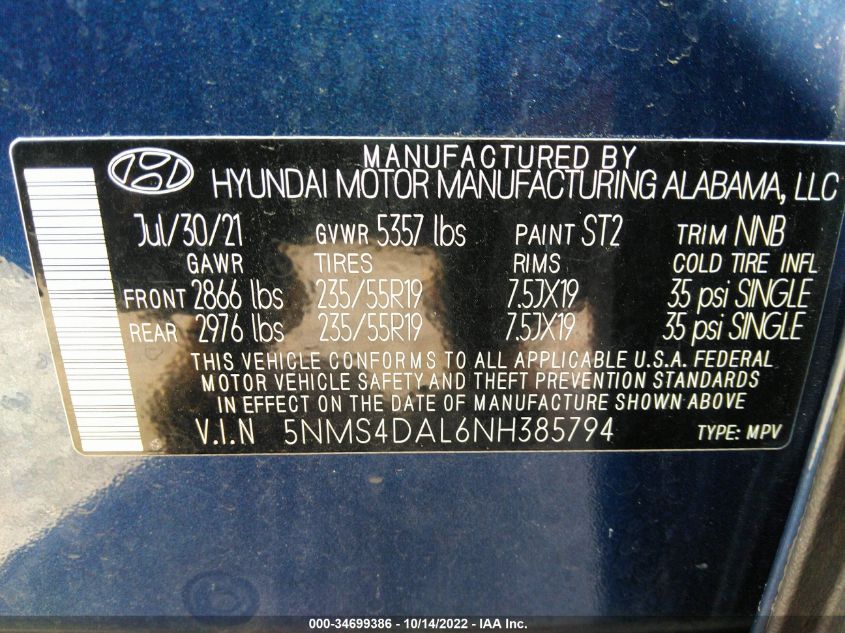 MANUFACTURED BY
HYUNDAI MOTOR MANUFACTURING ALABAMA, LLC
Jul/30/21 GVWR 5357 lbs PAINT ST2 TRIM NNB
GAWR TIRES RIMS COLD TIRE INFL
FRONT 2866 lbs 235/55R19 7.5JX19 35 psi SINGLE
REAR 2976 lbs 235/55R19 7.5JX19 35 psi SINGLE
THIS VEHICLE CONFORMS TO ALL APPLICABLE U.S.A. FEDERAL
MOTOR VEHICLE SAFETY AND THEFT PREVENTION STANDARDS
IN EFFECT ON THE DATE OF MANUFACTURE SHOWN ABOVE
V.I.N 5NMS4DAL6NH385794 TYPE: MPV
000-34699386 - 10/14/2022 - IAA Inc.